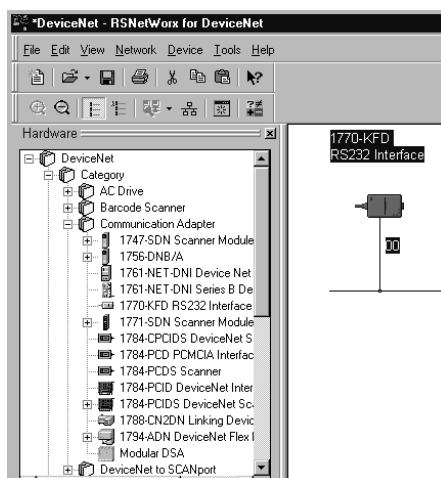 *DeviceNet - RSNetWorx for DeviceNet
File Edit View Network Device Tools Help
Hardware
DeviceNet
Category
AC Drive
Barcode Scanner
Communication Adapter
1747-SDN Scanner Module
1756-DNB/A
1761-NET-DNI Device Net
1761-NET-DNI Series B De
1770-KFD RS232 Interface
1771-SDN Scanner Module
1784-CPCIDS DeviceNet S
1784-PCD PCMCIA Interfac
1784-PCDS Scanner
1784-PCID DeviceNet Inter
1784-PCIDS DeviceNet Sc
1788-CN2DN Linking Devic
1794-ADN DeviceNet Flex I
Modular DSA
DeviceNet to SCANport
1770-KFD
RS232 Interface
00